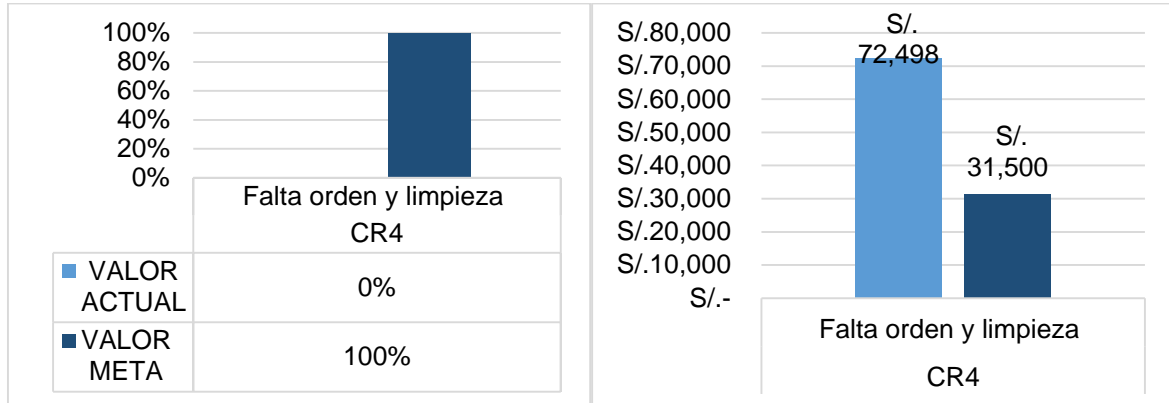 100%
80%
60%
40%
20%
0%
Falta orden y limpieza
CR4
VALOR
ACTUAL
0%
VALOR
META
100%
S/.80,000
S/.70,000
S/.60,000
S/.50,000
S/.40,000
S/.30,000
S/.20,000
S/.10,000
S/.-
S/.
72,498
S/.
31,500
Falta orden y limpieza
CR4